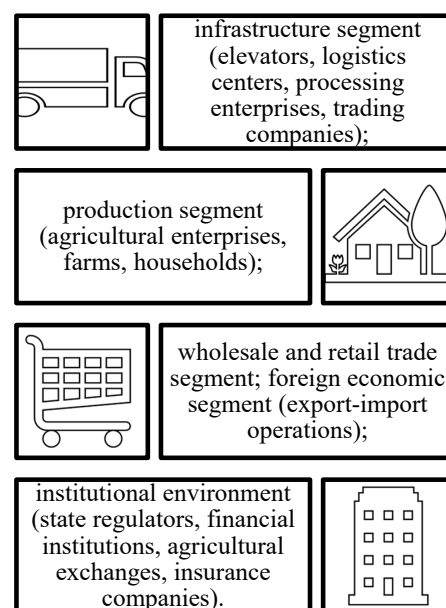 infrastructure segment
(elevators, logistics
centers, processing
enterprises, trading
companies);
production segment
(agricultural enterprises,
farms, households);
wholesale and retail trade
segment; foreign economic
segment (export-import
operations);
institutional environment
(state regulators, financial
institutions, agricultural
exchanges, insurance
companies).